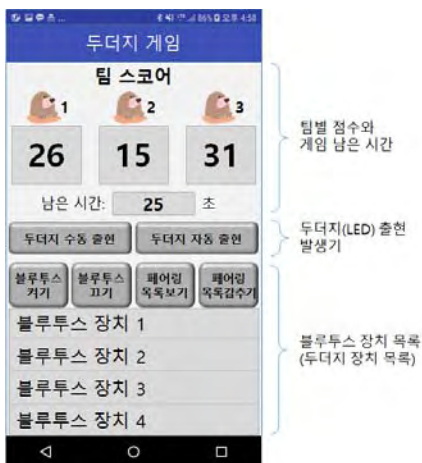 86% 오후 4:58
두더지 게임
팀 스코어
1 2 3
26 15 31
남은 시간: 25 초
두더지 수동 출현 두더지 자동 출현
블루투스 켜기 블루투스 끄기 페어링 목록보기 페어링 목록감추기
블루투스 장치 1
블루투스 장치 2
블루투스 장치 3
블루투스 장치 4
팀별 점수와
게임 남은 시간
두더지(LED) 출현
발생기
블루투스 장치 목록
(두더지 장치 목록)